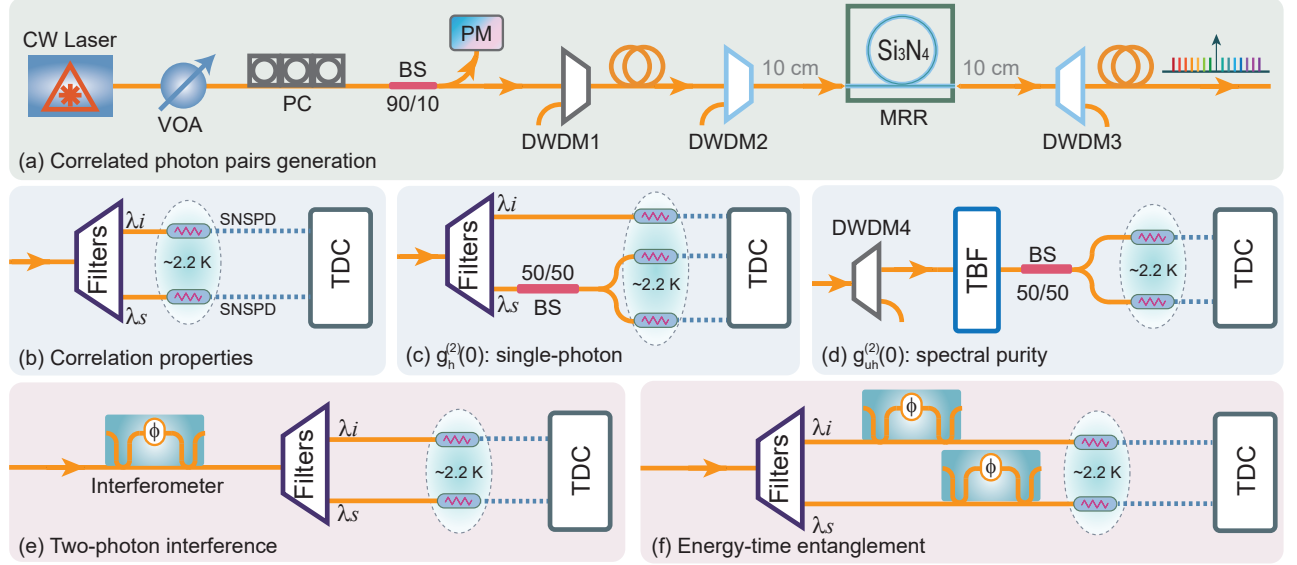 CW Laser
VOA
PC
BS
90/10
PM
DWDM1
DWDM2
10 cm
Si₃N₄
MRR
10 cm
DWDM3
(a) Correlated photon pairs generation
Filters
λi
λs
SNSPD
~2.2 K
SNSPD
TDC
(b) Correlation properties
Filters
λi
λs
50/50
BS
~2.2 K
TDC
(c) g_h^(2)(0): single-photon
DWDM4
TBF
BS
50/50
~2.2 K
TDC
(d) g_uh^(2)(0): spectral purity
ϕ
Interferometer
Filters
λi
λs
~2.2 K
TDC
(e) Two-photon interference
Filters
λi
λs
ϕ
ϕ
~2.2 K
TDC
(f) Energy-time entanglement